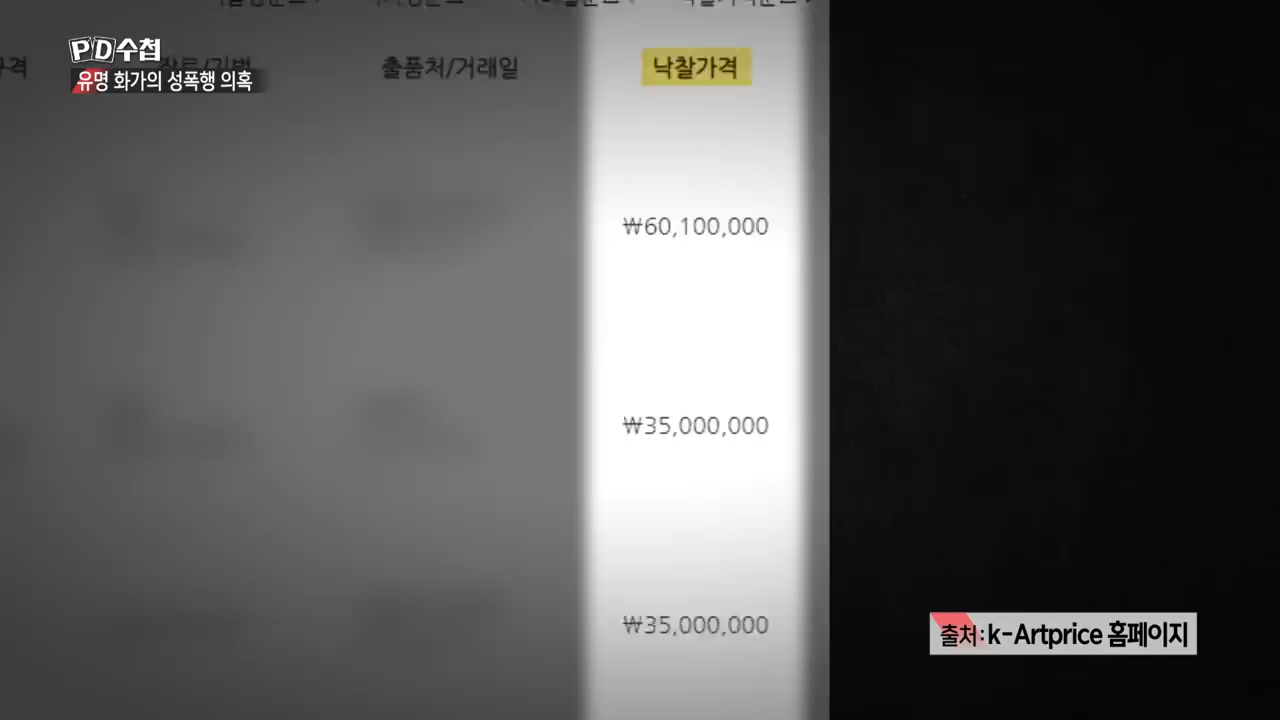 PD수첩
유명 화가의 성폭행 의혹
출품처/거래일
낙찰가격
₩60,100,000
₩35,000,000
₩35,000,000
출처:k-Artprice 홈페이지